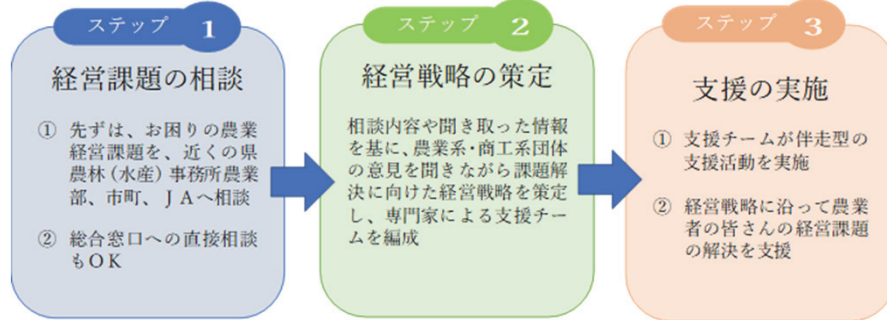 ステップ 1
経営課題の相談
① 先ずは、お困りの農業
経営課題を、近くの県
農林(水産)事務所農業
部、市町、ＪＡへ相談
② 総合窓口への直接相談
もＯＫ
ステップ 2
経営戦略の策定
相談内容や聞き取った情報
を基に、農業系・商工系団体
の意見を聞きながら課題解
決に向けた経営戦略を策定
し、専門家による支援チー
ムを編成
ステップ 3
支援の実施
① 支援チームが伴走型の
支援活動を実施
② 経営戦略に沿って農業
者の皆さんの経営課題
の解決を支援